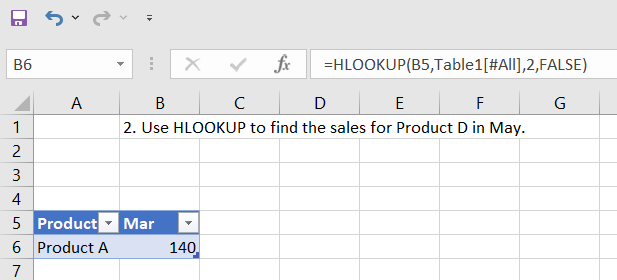 B6 =HLOOKUP(B5,Table1[#All],2,FALSE)
A B C D E F G
1 2. Use HLOOKUP to find the sales for Product D in May.
2
3
4
5 Product Mar
6 Product A 140
7